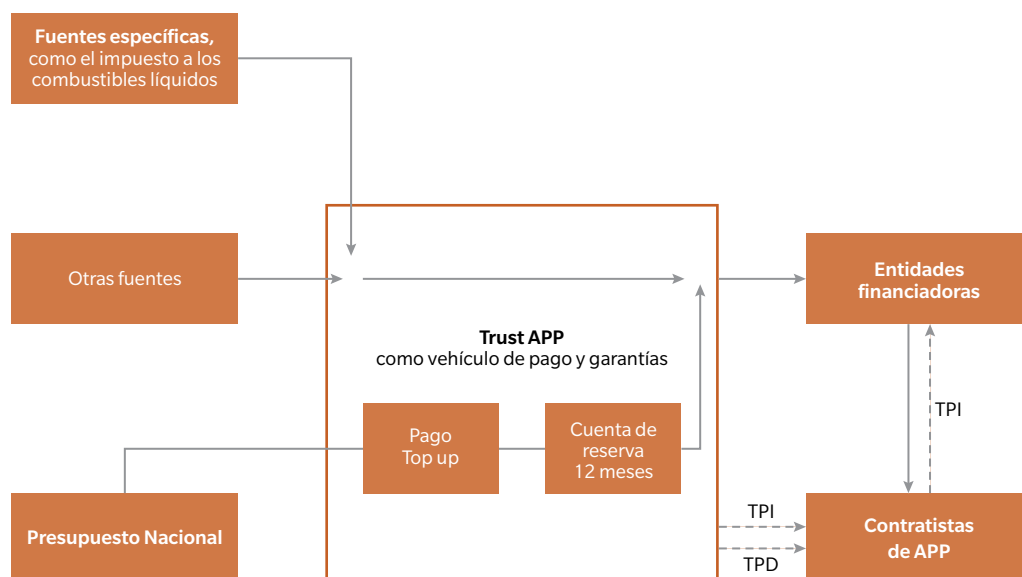 Fuentes específicas,
como el impuesto a los
combustibles líquidos
Otras fuentes
Entidades
financiadoras
Trust APP
como vehículo de pago y garantías
TPI
Pago
Top up
Cuenta de
reserva
12 meses
Presupuesto Nacional
TPI
TPD
Contratistas
de APP